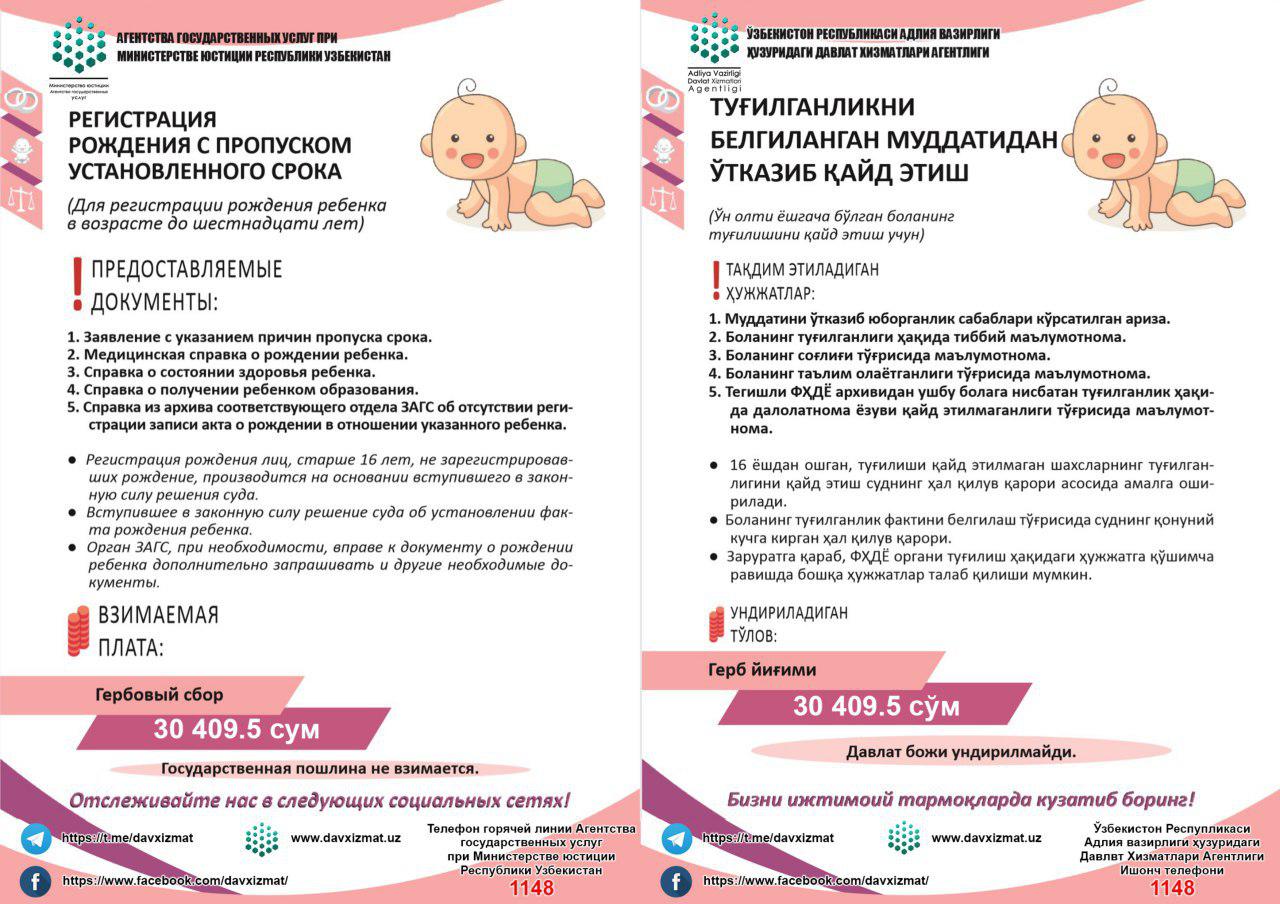 АГЕНТСТВА ГОСУДАРСТВЕННЫХ УСЛУГ ПРИ
МИНИСТЕРСТВЕ ЮСТИЦИИ РЕСПУБЛИКИ УЗБЕКИСТАН
Министерства юстиции
Агентство государственных
услуг
РЕГИСТРАЦИЯ
РОЖДЕНИЯ С ПРОПУСКОМ
УСТАНОВЛЕННОГО СРОКА
(Для регистрации рождения ребенка
в возрасте до шестнадцати лет)
! ПРЕДОСТАВЛЯЕМЫЕ
ДОКУМЕНТЫ:
1. Заявление с указанием причин пропуска срока.
2. Медицинская справка о рождении ребенка.
3. Справка о состоянии здоровья ребенка.
4. Справка о получении ребенком образования.
5. Справка из архива соответствующего отдела ЗАГС об отсутствии реги-
страции записи акта о рождении в отношении указанного ребенка.
● Регистрация рождения лиц, старше 16 лет, не зарегистрировав-
ших рождение, производится на основании вступившего в закон-
ную силу решения суда.
● Вступившее в законную силу решение суда об установлении фак-
та рождения ребенка.
● Орган ЗАГС, при необходимости, вправе к документу о рождении
ребенка дополнительно запрашивать и другие необходимые до-
кументы.
ВЗИМАЕМАЯ
ПЛАТА:
Гербовый сбор
30 409.5 сум
Государственная пошлина не взимается.
Отслеживайте нас в следующих социальных сетях!
https://t.me/davxizmat
www.davxizmat.uz
https://www.facebook.com/davxizmat/
Телефон горячей линии Агентства
государственных услуг
при Министерстве юстиции
Республики Узбекистан
1148
ЎЗБЕКИСТОН РЕСПУБЛИКАСИ АДЛИЯ ВАЗИРЛИГИ
ҲУЗУРИДАГИ ДАВЛАТ ХИЗМАТЛАРИ АГЕНТЛИГИ
Adliya Vazirligi
Davlat Xizmatlari
Agentligi
ТУҒИЛГАНЛИКНИ
БЕЛГИЛАНГАН МУДДАТИДАН
ЎТКАЗИБ ҚАЙД ЭТИШ
(Ўн олти ёшгача бўлган боланинг
туғилишини қайд этиш учун)
! ТАҚДИМ ЭТИЛАДИГАН
ҲУЖЖАТЛАР:
1. Муддатини ўтказиб юборганлик сабаблари кўрсатилган ариза.
2. Боланинг туғилганлиги ҳақида тиббий маълумотнома.
3. Боланинг соғлиғи тўғрисида маълумотнома.
4. Боланинг таълим олаётганлиги тўғрисида маълумотнома.
5. Тегишли ФҲДЁ архивидан ушбу болага нисбатан туғилганлик ҳақи-
да далолатнома ёзуви қайд этилмаганлиги тўғрисида маълумот-
нома.
● 16 ёшдан ошган, туғилиши қайд этилмаган шахсларнинг туғилган-
лигини қайд этиш суднинг ҳал қилув қарори асосида амалга оши-
рилади.
● Боланинг туғилганлик фактини белгилаш тўғрисида суднинг қонуний
кучга кирган ҳал қилув қарори.
● Заруратга қараб, ФҲДЁ органи туғилиш ҳақидаги ҳужжатга қўшимча
равишда бошқа ҳужжатлар талаб қилиши мумкин.
УНДИРИЛАДИГАН
ТЎЛОВ:
Герб йиғими
30 409.5 сўм
Давлат божи ундирилмайди.
Бизни ижтимоий тармоқларда кузатиб боринг!
https://t.me/davxizmat
www.davxizmat.uz
https://www.facebook.com/davxizmat/
Ўзбекистон Респупликаси
Адлия вазирлиги ҳузуридаги
Давлвт Хизматлари Агентлиги
Ишонч телефони
1148